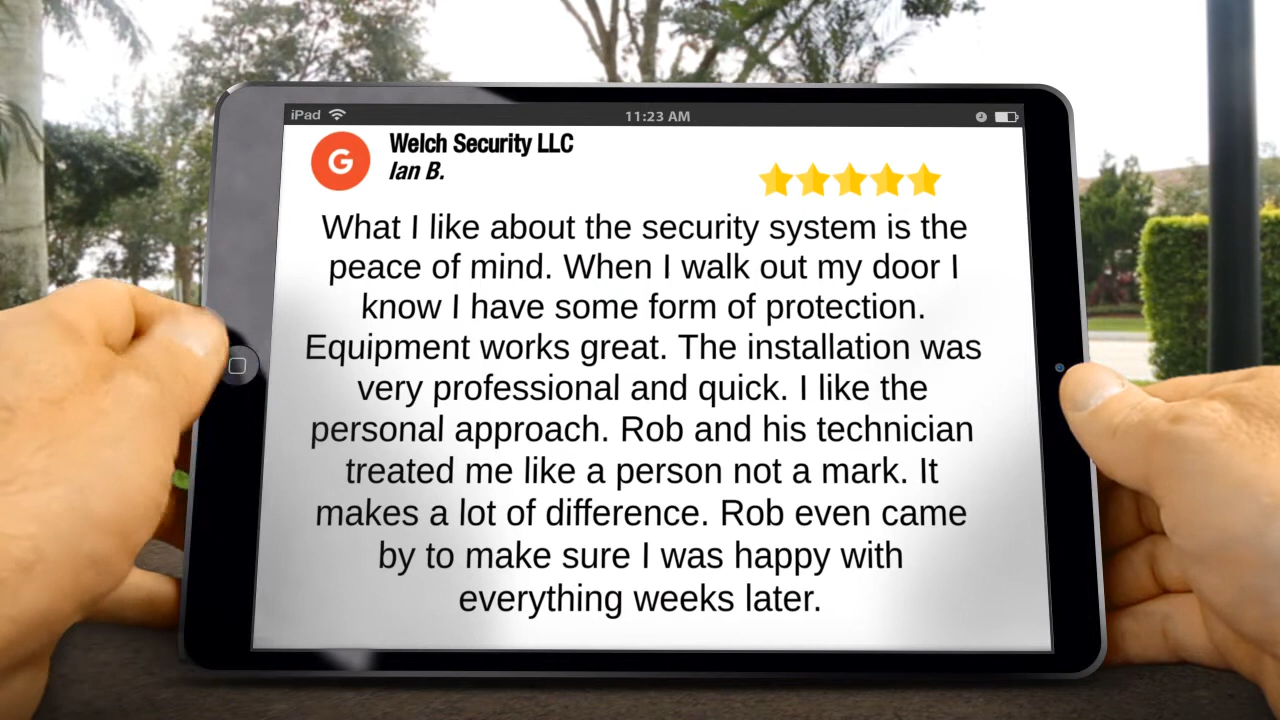 iPad
11:23 AM
G
Welch Security LLC
Ian B.
What I like about the security system is the
peace of mind. When I walk out my door I
know I have some form of protection.
Equipment works great. The installation was
very professional and quick. I like the
personal approach. Rob and his technician
treated me like a person not a mark. It
makes a lot of difference. Rob even came
by to make sure I was happy with
everything weeks later.